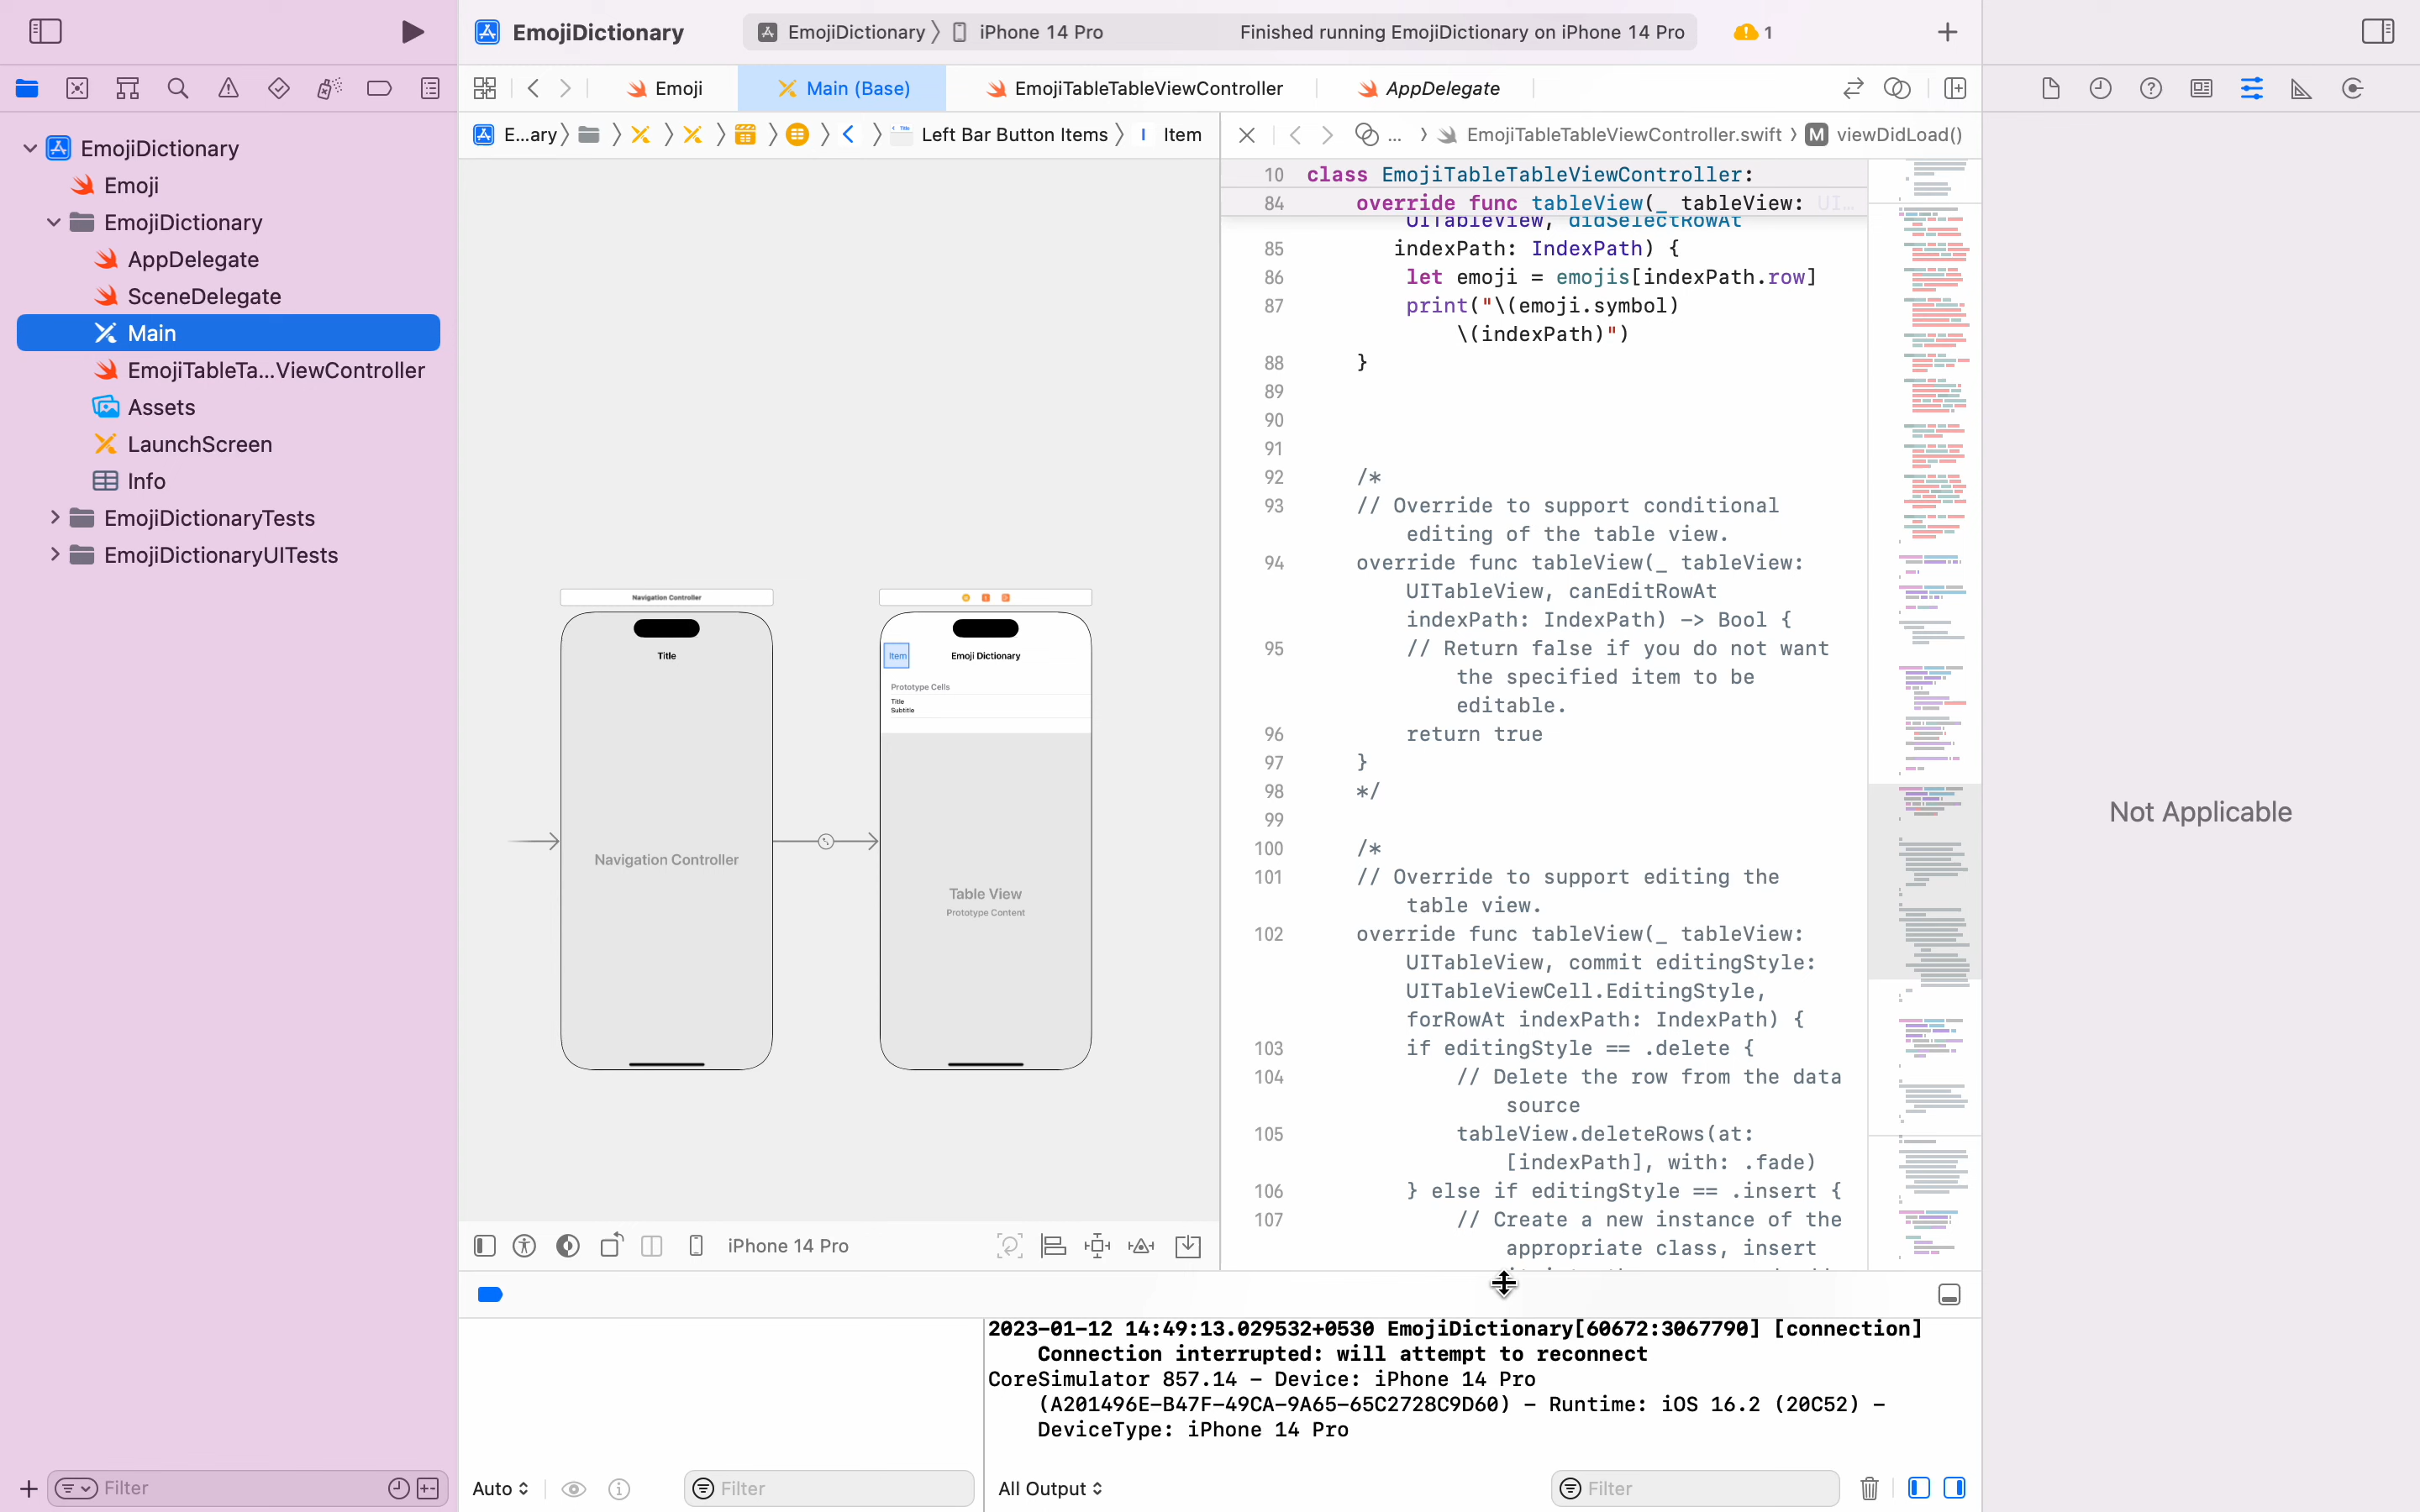 EmojiDictionary
EmojiDictionary
iPhone 14 Pro
Finished running EmojiDictionary on iPhone 14 Pro
1
Emoji
Main (Base)
EmojiTableTableViewController
AppDelegate
E...ary
Left Bar Button Items
Item
...
EmojiTableTableViewController.swift
M
viewDidLoad()
EmojiDictionary
Emoji
EmojiDictionary
AppDelegate
SceneDelegate
Main
EmojiTableTa...ViewController
Assets
LaunchScreen
Info
EmojiDictionaryTests
EmojiDictionaryUITests
Filter
Navigation Controller
Title
Navigation Controller
Item
Emoji Dictionary
Prototype Cells
Title
Subtitle
Table View
Prototype Content
iPhone 14 Pro
10 class EmojiTableTableViewController:
84 override func tableView(_ tableView: UI...
UITableView, didSelectRowAt
85 indexPath: IndexPath) {
86 let emoji = emojis[indexPath.row]
87 print("\(emoji.symbol)
\(indexPath)")
88 }
89
90
91
92 /*
93 // Override to support conditional
editing of the table view.
94 override func tableView(_ tableView:
UITableView, canEditRowAt
indexPath: IndexPath) -> Bool {
95 // Return false if you do not want
the specified item to be
editable.
96 return true
97 }
98 */
99
100 /*
101 // Override to support editing the
table view.
102 override func tableView(_ tableView:
UITableView, commit editingStyle:
UITableViewCell.EditingStyle,
forRowAt indexPath: IndexPath) {
103 if editingStyle == .delete {
104 // Delete the row from the data
source
105 tableView.deleteRows(at:
[indexPath], with: .fade)
106 } else if editingStyle == .insert {
107 // Create a new instance of the
appropriate class, insert
Not Applicable
2023-01-12 14:49:13.029532+0530 EmojiDictionary[60672:3067790] [connection]
Connection interrupted: will attempt to reconnect
CoreSimulator 857.14 - Device: iPhone 14 Pro
(A201496E-B47F-49CA-9A65-65C2728C9D60) - Runtime: iOS 16.2 (20C52) -
DeviceType: iPhone 14 Pro
Auto
Filter
All Output
Filter